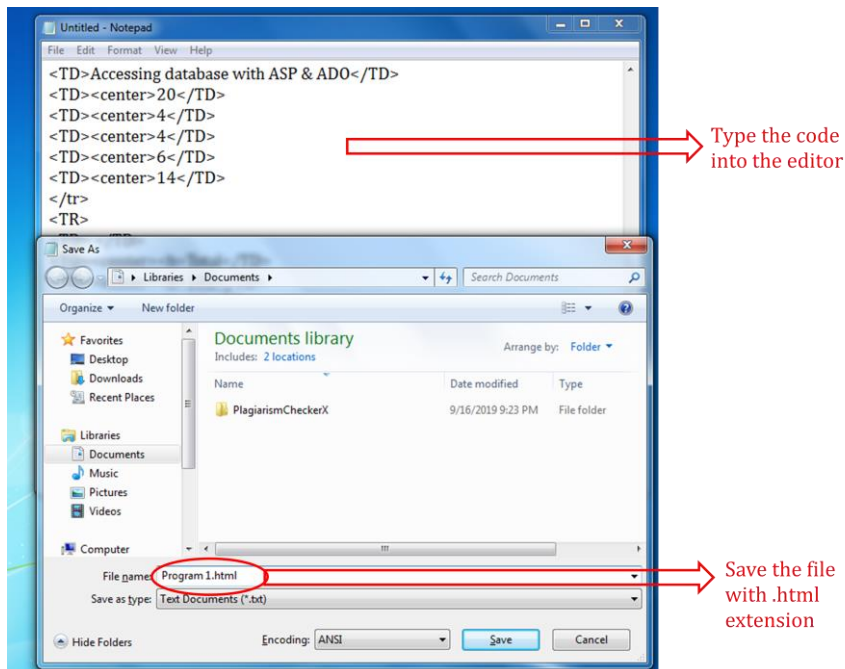 Untitled - Notepad
File Edit Format View Help
<TD>Accessing database with ASP & ADO</TD>
<TD><center>20</TD>
<TD><center>4</TD>
<TD><center>4</TD>
<TD><center>6</TD>
<TD><center>14</TD>
</tr>
<TR>
Type the code
into the editor
Save As
Libraries Documents
Search Documents
Organize New folder
Favorites
Desktop
Downloads
Recent Places
Libraries
Documents
Music
Pictures
Videos
Computer
Documents library
Includes: 2 locations
Arrange by: Folder
Name Date modified Type
PlagiarismCheckerX 9/16/2019 9:23 PM File folder
File name: Program 1.html
Save as type: Text Documents (*.txt)
Save the file
with .html
extension
Hide Folders Encoding: ANSI Save Cancel